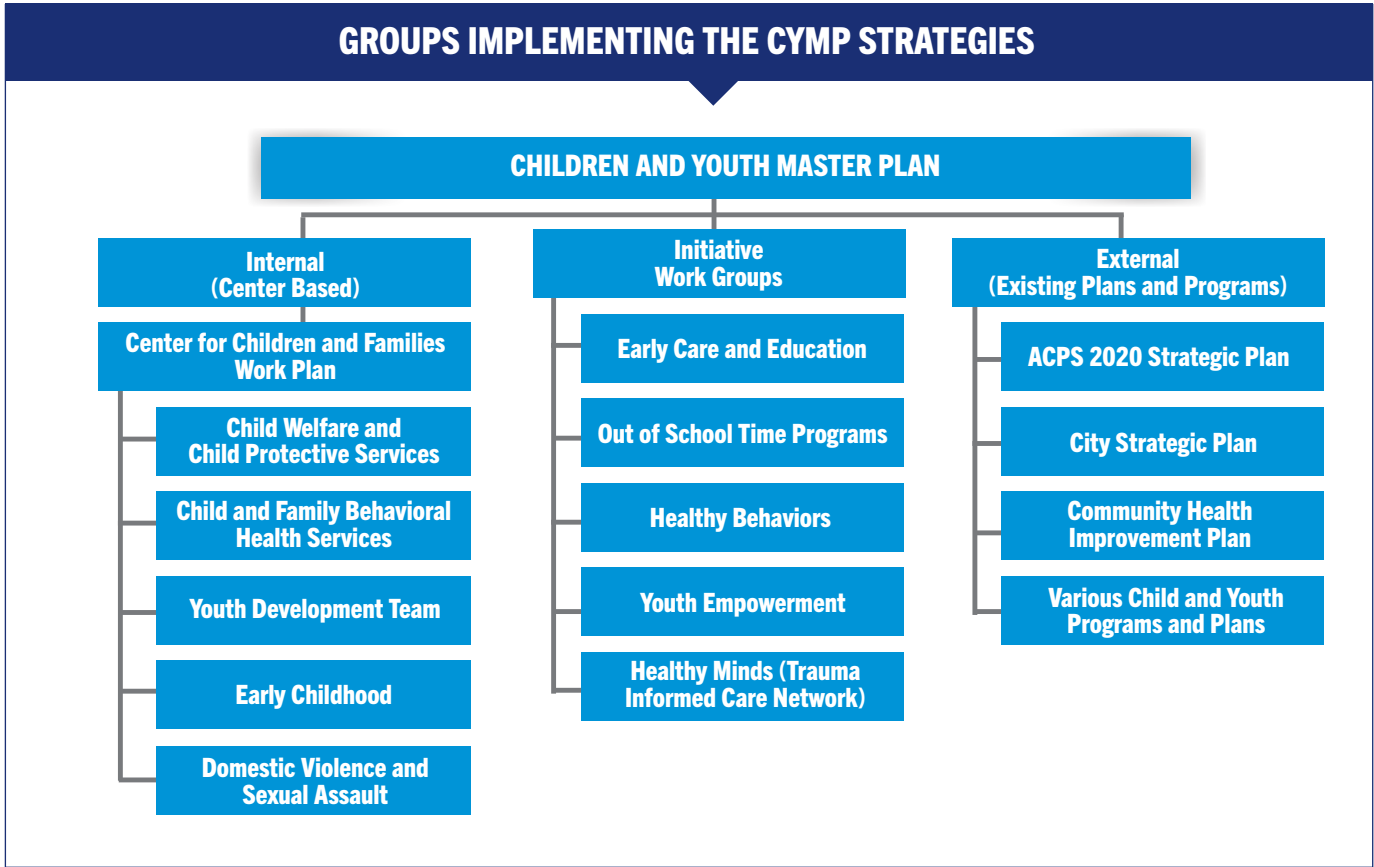 GROUPS IMPLEMENTING THE CYMP STRATEGIES
CHILDREN AND YOUTH MASTER PLAN
Internal
(Center Based)
Center for Children and Families
Work Plan
Child Welfare and
Child Protective Services
Child and Family Behavioral
Health Services
Youth Development Team
Early Childhood
Domestic Violence and
Sexual Assault
Initiative
Work Groups
Early Care and Education
Out of School Time Programs
Healthy Behaviors
Youth Empowerment
Healthy Minds (Trauma
Informed Care Network)
External
(Existing Plans and Programs)
ACPS 2020 Strategic Plan
City Strategic Plan
Community Health
Improvement Plan
Various Child and Youth
Programs and Plans